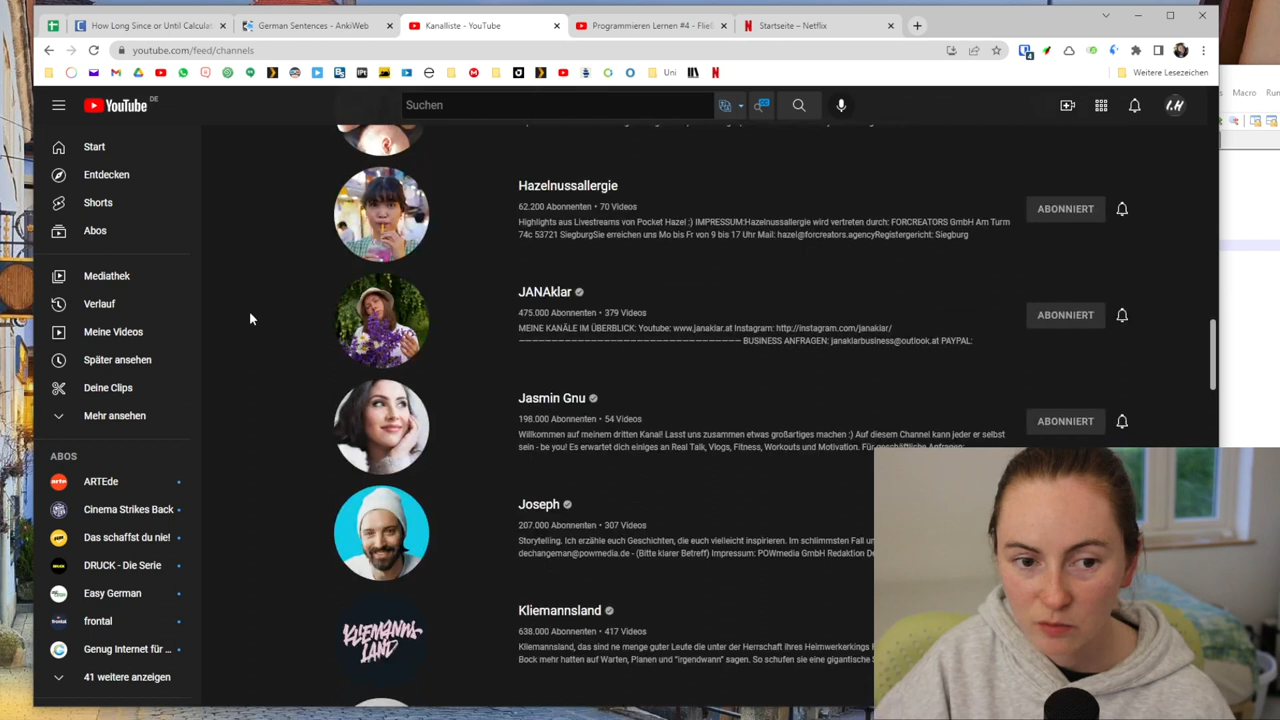 How Long Since or Until Calcula
German Sentences - AnkiWeb
Kanalliste - YouTube
Programmieren Lernen #4 - Flie
Startseite – Netflix
youtube.com/feed/channels
Uni
Weitere Lesezeichen
Macro
Run
YouTube DE
Suchen
I.H
Start
Entdecken
Shorts
Abos
Mediathek
Verlauf
Meine Videos
Später ansehen
Deine Clips
Mehr ansehen
ABOS
ARTEde
Cinema Strikes Back
Das schaffst du nie!
DRUCK - Die Serie
Easy German
frontal
Genug Internet für ...
41 weitere anzeigen
Hazelnussallergie
62.200 Abonnenten • 70 Videos
Highlights aus Livestreams von Pocket Hazel :) IMPRESSUM:Hazelnussallergie wird vertreten durch: FORCREATORS GmbH Am Turm
74c 53721 SiegburgSie erreichen uns Mo bis Fr von 9 bis 17 Uhr Mail: hazel@forcreators.agencyRegistergericht: Siegburg
ABONNIERT
JANAklar
475.000 Abonnenten • 379 Videos
MEINE KANÄLE IM ÜBERBLICK: Youtube: www.janaklar.at Instagram: http://instagram.com/janaklar/
BUSINESS ANFRAGEN: janaklarbusiness@outlook.at PAYPAL:
ABONNIERT
Jasmin Gnu
198.000 Abonnenten • 54 Videos
Willkommen auf meinem dritten Kanal! Lasst uns zusammen etwas großartiges machen :) Auf diesem Channel kann jeder er selbst
sein - be you! Es erwartet dich einiges an Real Talk, Vlogs, Fitness, Workouts und Motivation. Für geschäftliche Anfragen:
ABONNIERT
Joseph
207.000 Abonnenten • 307 Videos
Storytelling. Ich erzähle euch Geschichten, die euch vielleicht inspirieren. Im schlimmsten Fall un
dechangeman@powmedia.de - (Bitte klarer Betreff) Impressum: POWmedia GmbH Redaktion De
KLIEMANNS
LAND
Kliemannsland
638.000 Abonnenten • 417 Videos
Kliemannsland, das sind ne menge guter Leute die unter der Herrschaft Ihres Heimwerkerkings F
Bock mehr hatten auf Warten, Planen und "irgendwann" sagen. So schufen sie eine gigantische S